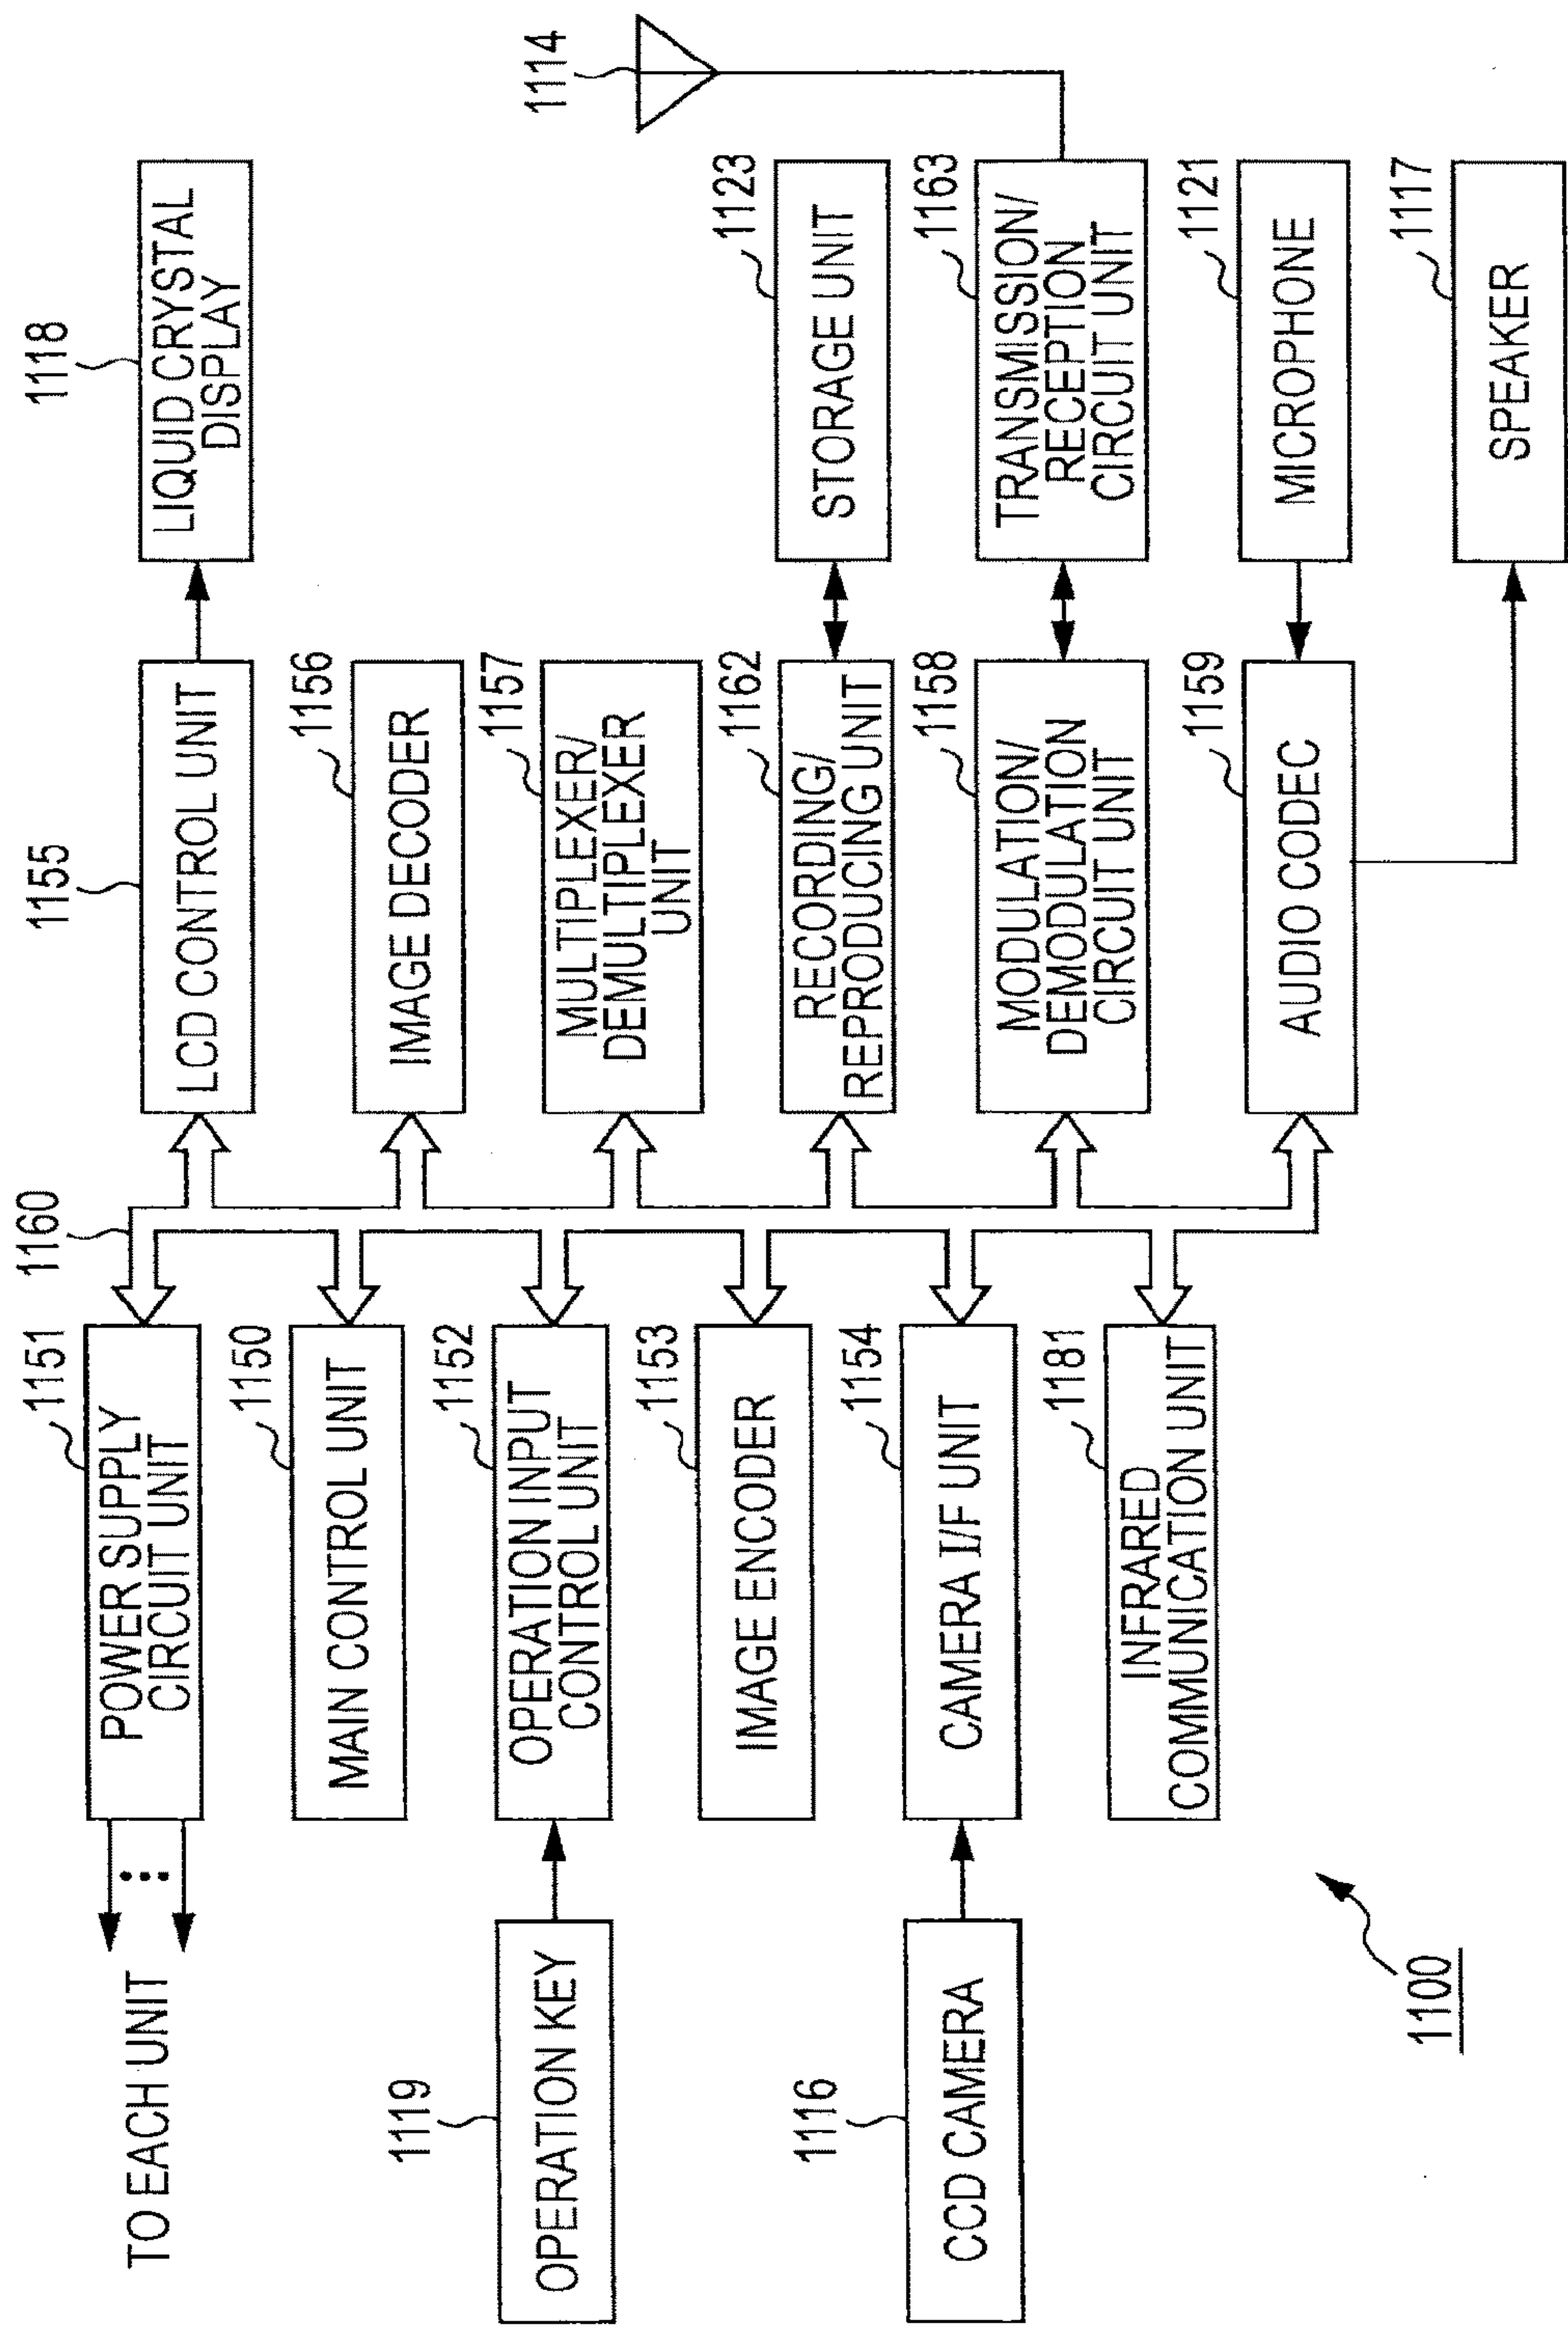 TO EACH UNIT
1151
POWER SUPPLY
CIRCUIT UNIT
1160
1155
LCD CONTROL UNIT
1118
LIQUID CRYSTAL
DISPLAY
1150
MAIN CONTROL UNIT
1156
IMAGE DECODER
1119
OPERATION KEY
1152
OPERATION INPUT
CONTROL UNIT
1157
MULTIPLEXER/
DEMULTIPLEXER
UNIT
1114
1153
IMAGE ENCODER
1162
RECORDING/
REPRODUCING UNIT
1123
STORAGE UNIT
1116
CCD CAMERA
1154
CAMERA I/F UNIT
1158
MODULATION/
DEMODULATION
CIRCUIT UNIT
1163
TRANSMISSION/
RECEPTION
CIRCUIT UNIT
1181
INFRARED
COMMUNICATION UNIT
1159
AUDIO CODEC
1121
MICROPHONE
1117
SPEAKER
1100